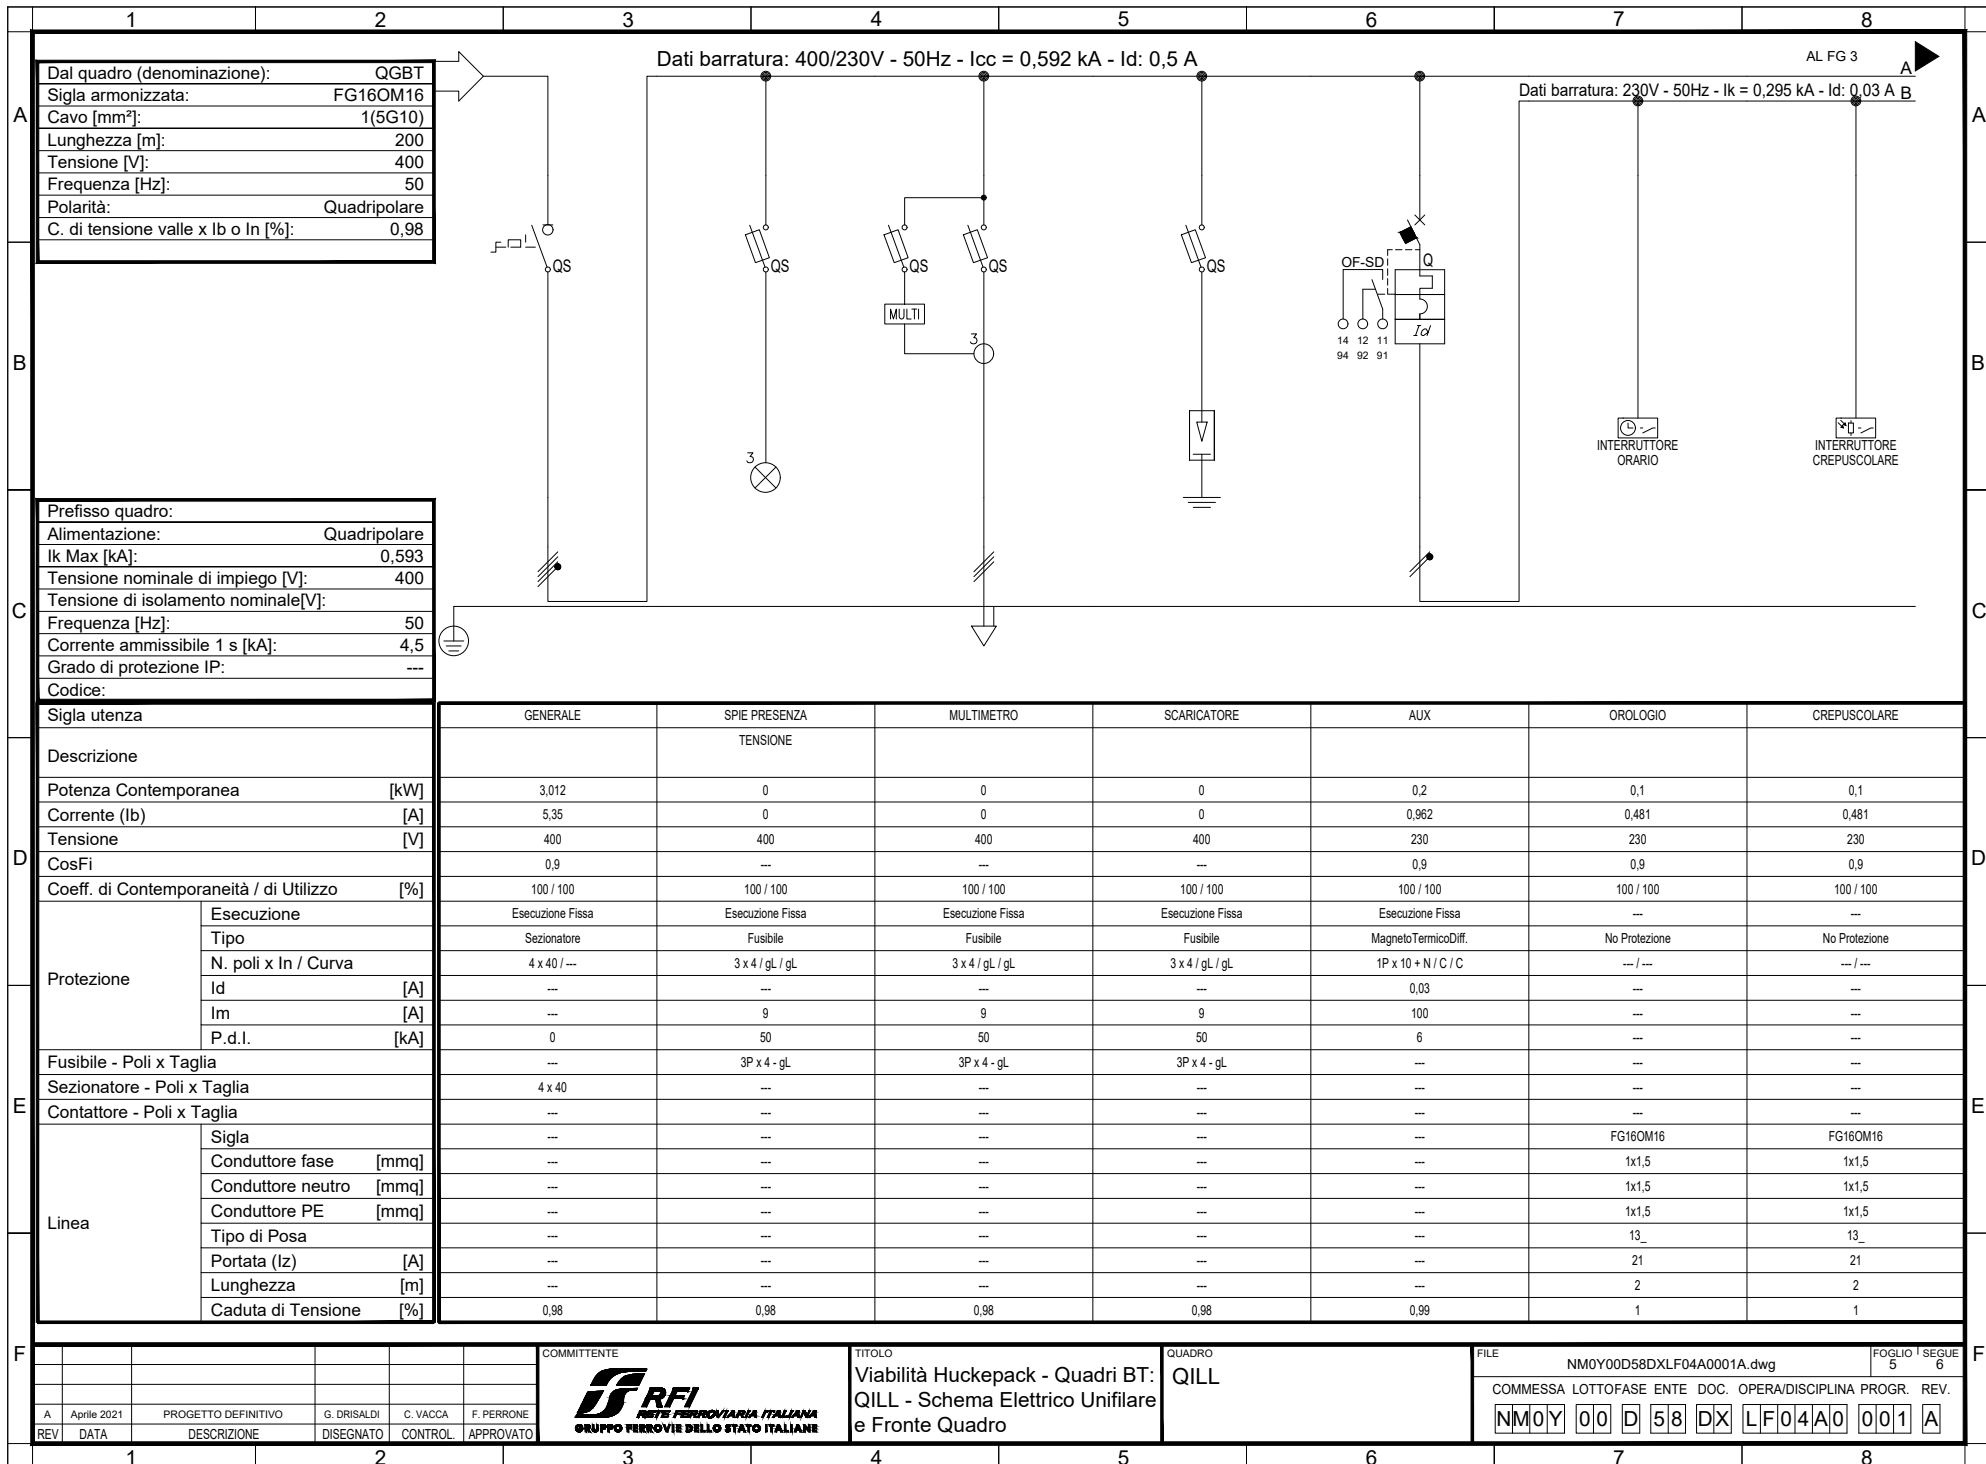 1 2 3 4 5 6 7 8
A
B
C
D
E
F
Dal quadro (denominazione): QGBT
Sigla armonizzata: FG16OM16
Cavo [mm²]: 1(5G10)
Lunghezza [m]: 200
Tensione [V]: 400
Frequenza [Hz]: 50
Polarità: Quadripolare
C. di tensione valle x Ib o In [%]: 0,98
Dati barratura: 400/230V - 50Hz - Icc = 0,592 kA - Id: 0,5 A
AL FG 3
A
Dati barratura: 230V - 50Hz - Ik = 0,295 kA - Id: 0,03 A B
QS
QS
QS
QS
QS
MULTI
3
3
OF-SD
Q
Id
14 12 11
94 92 91
INTERRUTTORE
ORARIO
INTERRUTTORE
CREPUSCOLARE
Prefisso quadro:
Alimentazione: Quadripolare
Ik Max [kA]: 0,593
Tensione nominale di impiego [V]: 400
Tensione di isolamento nominale[V]:
Frequenza [Hz]: 50
Corrente ammissibile 1 s [kA]: 4,5
Grado di protezione IP: ---
Codice:
Sigla utenza GENERALE SPIE PRESENZA MULTIMETRO SCARICATORE AUX OROLOGIO CREPUSCOLARE
Descrizione TENSIONE
Potenza Contemporanea [kW] 3,012 0 0 0 0,2 0,1 0,1
Corrente (Ib) [A] 5,35 0 0 0 0,962 0,481 0,481
Tensione [V] 400 400 400 400 230 230 230
CosFi 0,9 --- --- --- 0,9 0,9 0,9
Coeff. di Contemporaneità / di Utilizzo [%] 100 / 100 100 / 100 100 / 100 100 / 100 100 / 100 100 / 100 100 / 100
Protezione
Esecuzione Esecuzione Fissa Esecuzione Fissa Esecuzione Fissa Esecuzione Fissa Esecuzione Fissa --- ---
Tipo Sezionatore Fusibile Fusibile Fusibile MagnetoTermicoDiff. No Protezione No Protezione
N. poli x In / Curva 4 x 40 / --- 3 x 4 / gL / gL 3 x 4 / gL / gL 3 x 4 / gL / gL 1P x 10 + N / C / C --- / --- --- / ---
Id [A] --- --- --- --- 0,03 --- ---
Im [A] --- 9 9 9 100 --- ---
P.d.I. [kA] 0 50 50 50 6 --- ---
Fusibile - Poli x Taglia --- 3P x 4 - gL 3P x 4 - gL 3P x 4 - gL --- --- ---
Sezionatore - Poli x Taglia 4 x 40 --- --- --- --- --- ---
Contattore - Poli x Taglia --- --- --- --- --- --- ---
Linea
Sigla --- --- --- --- --- FG16OM16 FG16OM16
Conduttore fase [mmq] --- --- --- --- --- 1x1,5 1x1,5
Conduttore neutro [mmq] --- --- --- --- --- 1x1,5 1x1,5
Conduttore PE [mmq] --- --- --- --- --- 1x1,5 1x1,5
Tipo di Posa --- --- --- --- --- 13_ 13_
Portata (Iz) [A] --- --- --- --- --- 21 21
Lunghezza [m] --- --- --- --- --- 2 2
Caduta di Tensione [%] 0,98 0,98 0,98 0,98 0,99 1 1
A Aprile 2021 PROGETTO DEFINITIVO G. DRISALDI C. VACCA F. PERRONE
REV DATA DESCRIZIONE DISEGNATO CONTROL. APPROVATO
COMMITTENTE
RFI
RETE FERROVIARIA ITALIANA
GRUPPO FERROVIE DELLO STATO ITALIANE
TITOLO
Viabilità Huckepack - Quadri BT:
QILL - Schema Elettrico Unifilare
e Fronte Quadro
QUADRO
QILL
FILE
NM0Y00D58DXLF04A0001A.dwg
FOGLIO SEGUE
5 6
COMMESSA LOTTO FASE ENTE DOC. OPERA/DISCIPLINA PROGR. REV.
NM0Y 00 D 58 DX LF04A0 001 A
A
B
C
D
E
F
1 2 3 4 5 6 7 8